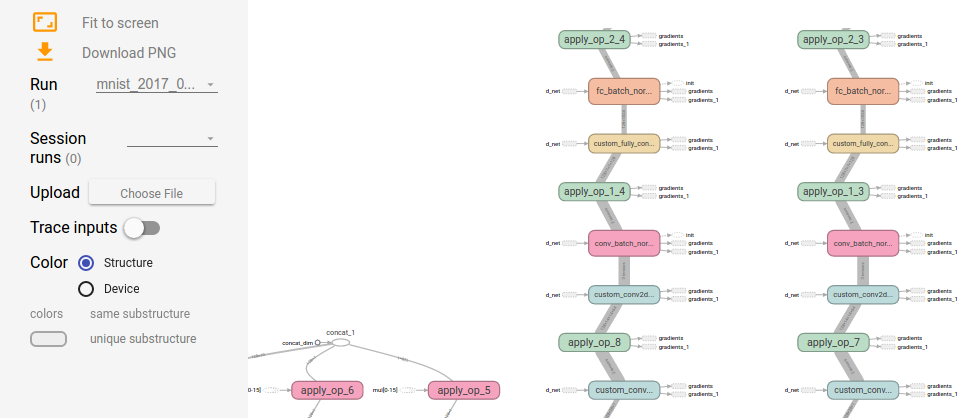 Fit to screen
Download PNG
Run
(1)
mnist_2017_0...
Session
runs (0)
Upload
Choose File
Trace inputs
Color
Structure
Device
colors
same substructure
unique substructure
concat_1
concat_dim
0-15]
apply_op_6
mul[0-15]
apply_op_5
apply_op_2_4
gradients
gradients_1
d_net
fc_batch_nor...
init
gradients
gradients_1
d_net
custom_fully_con...
gradients
gradients_1
apply_op_1_4
gradients
gradients_1
d_net
conv_batch_nor...
init
gradients
gradients_1
d_net
custom_conv2d...
gradients
gradients_1
apply_op_8
gradients
gradients_1
d_net
custom_conv...
gradients
gradients_1
apply_op_2_3
gradients
gradients_1
d_net
fc_batch_nor...
init
gradients
gradients_1
d_net
custom_fully_con...
gradients
gradients_1
apply_op_1_3
gradients
gradients_1
d_net
conv_batch_nor...
init
gradients
gradients_1
d_net
custom_conv2d...
gradients
gradients_1
apply_op_7
gradients
gradients_1
d_net
custom_conv...
gradients
gradients_1